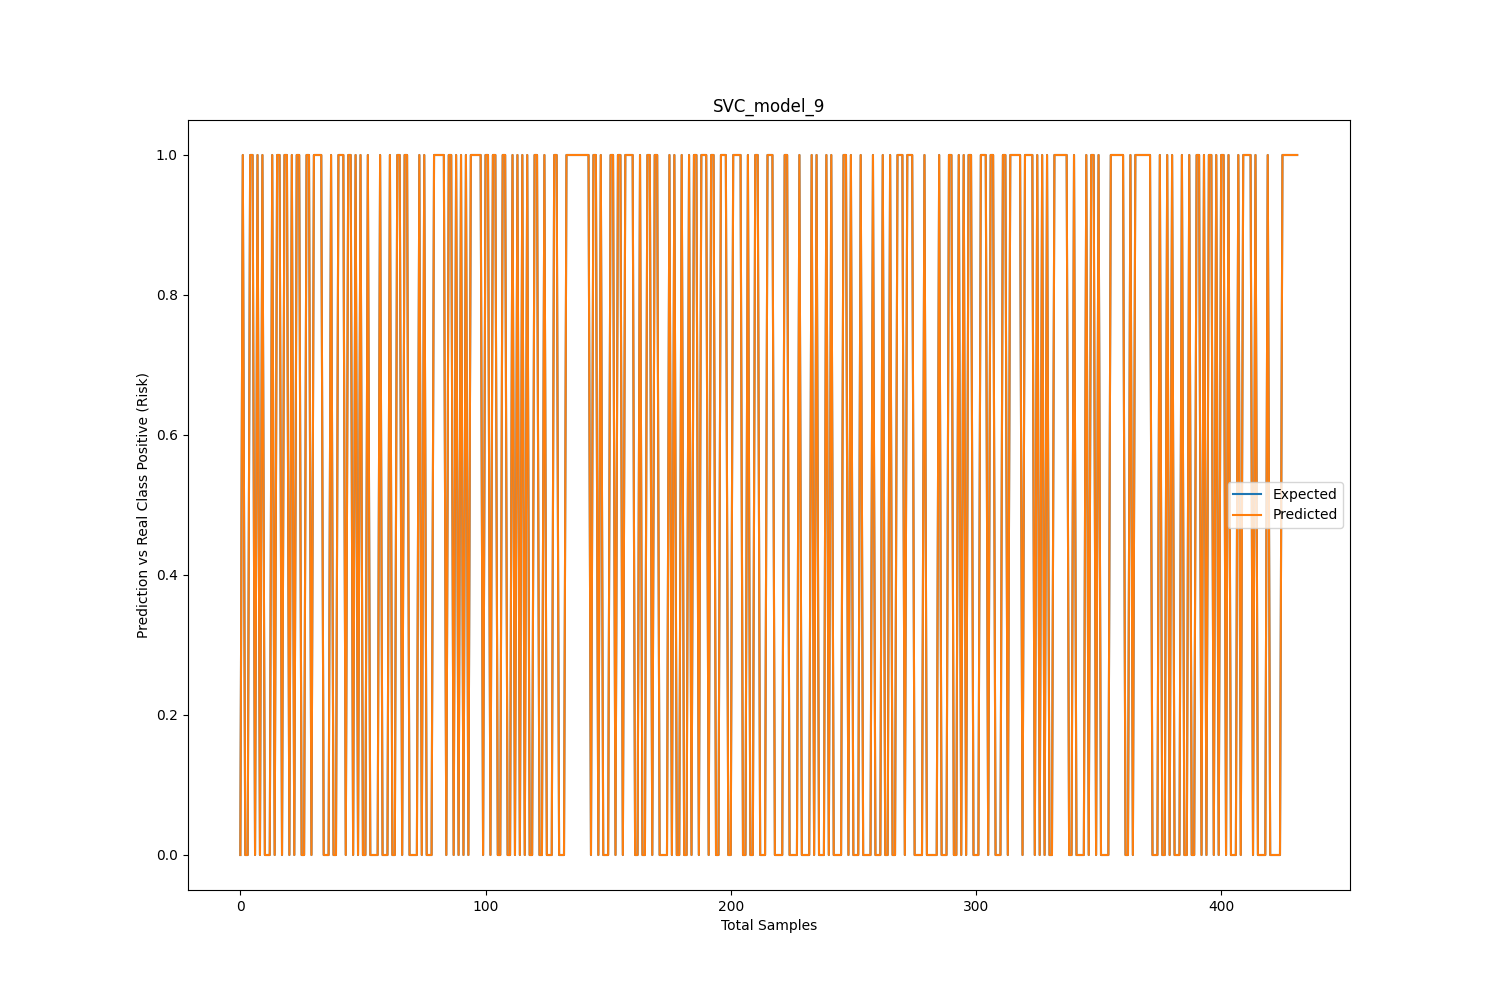 SVC_model_9
1.0
0.8
0.6
0.4
0.2
0.0
Prediction vs Real Class Positive (Risk)
Expected
Predicted
0
100
200
300
400
Total Samples